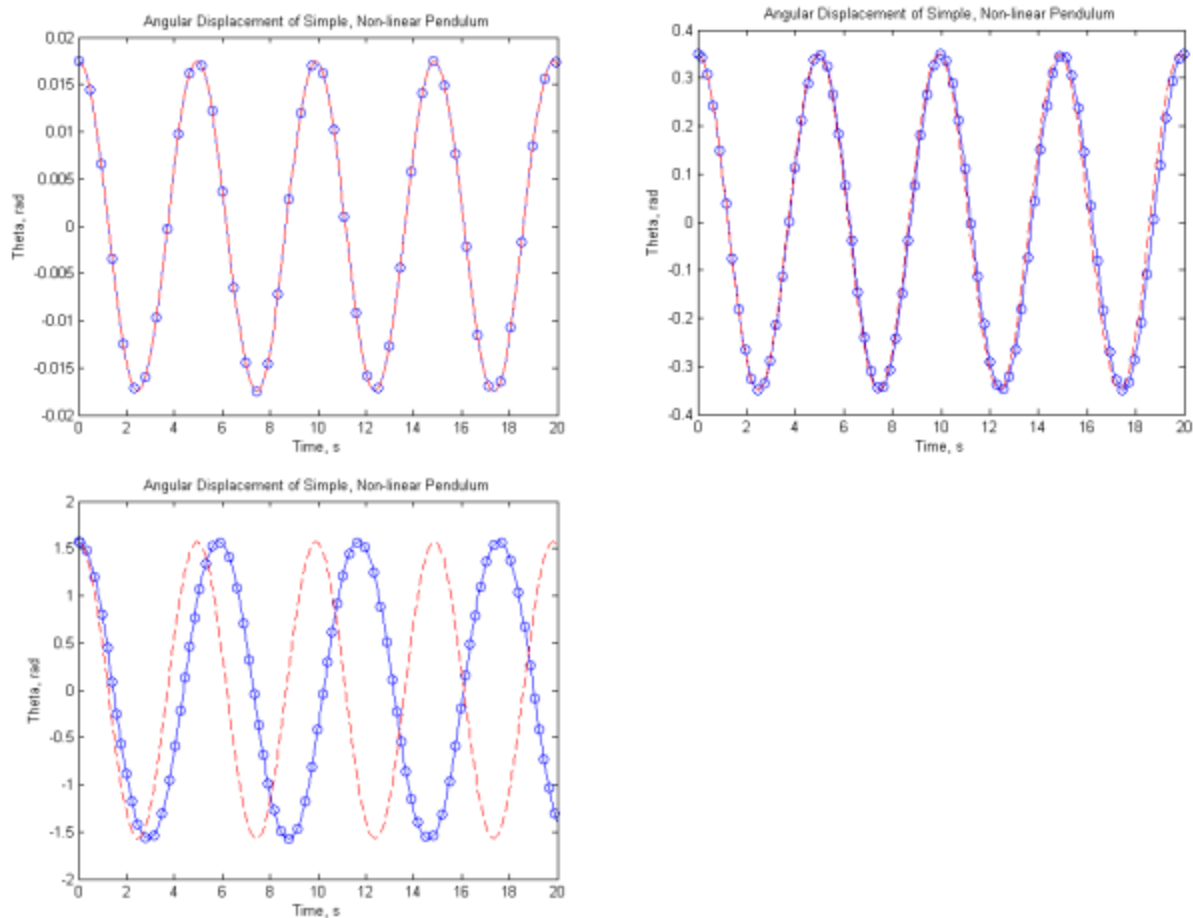 Angular Displacement of Simple, Non-linear Pendulum
0.02
0.015
0.01
0.005
0
-0.005
-0.01
-0.015
-0.02
Theta, rad
0 2 4 6 8 10 12 14 16 18 20
Time, s
Angular Displacement of Simple, Non-linear Pendulum
0.4
0.3
0.2
0.1
0
-0.1
-0.2
-0.3
-0.4
Theta, rad
0 2 4 6 8 10 12 14 16 18 20
Time, s
Angular Displacement of Simple, Non-linear Pendulum
2
1.5
1
0.5
0
-0.5
-1
-1.5
-2
Theta, rad
0 2 4 6 8 10 12 14 16 18 20
Time, s